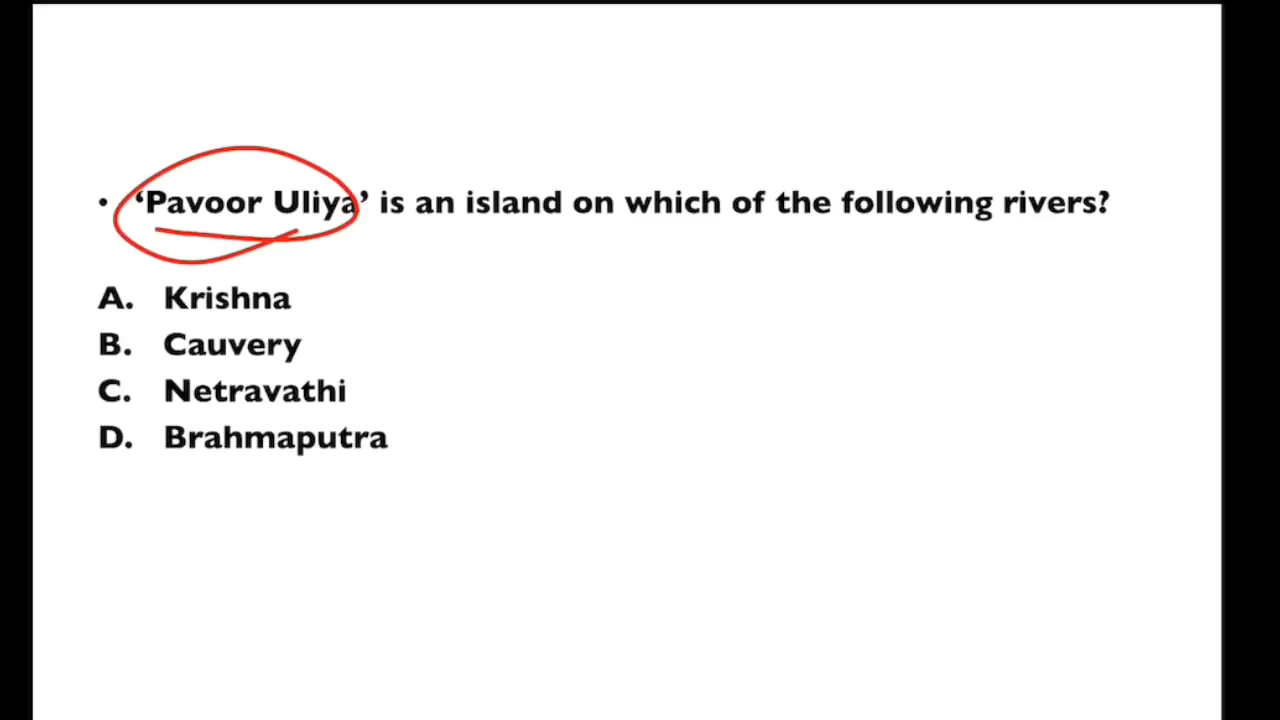 • ‘Pavoor Uliya’ is an island on which of the following rivers?
A. Krishna
B. Cauvery
C. Netravathi
D. Brahmaputra